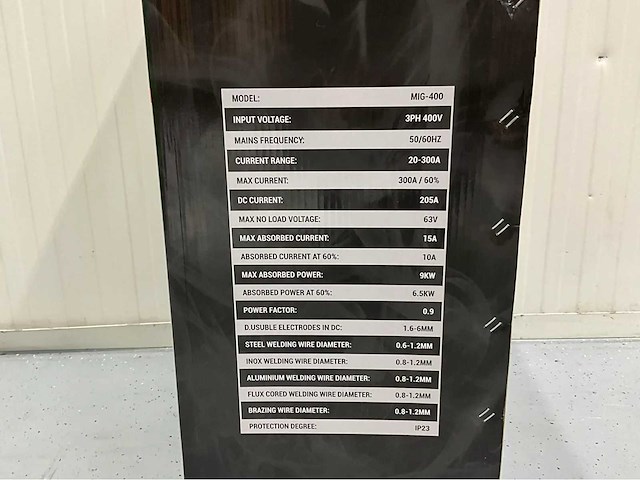 MODEL: MIG-400
INPUT VOLTAGE: 3PH 400V
MAINS FREQUENCY: 50/60HZ
CURRENT RANGE: 20-300A
MAX CURRENT: 300A / 60%
DC CURRENT: 205A
MAX NO LOAD VOLTAGE: 63V
MAX ABSORBED CURRENT: 15A
ABSORBED CURRENT AT 60%: 10A
MAX ABSORBED POWER: 9KW
ABSORBED POWER AT 60%: 6.5KW
POWER FACTOR: 0.9
D.USUBLE ELECTRODES IN DC: 1.6-6MM
STEEL WELDING WIRE DIAMETER: 0.6-1.2MM
INOX WELDING WIRE DIAMETER: 0.8-1.2MM
ALUMINIUM WELDING WIRE DIAMETER: 0.8-1.2MM
FLUX CORED WELDING WIRE DIAMETER: 0.8-1.2MM
BRAZING WIRE DIAMETER: 0.8-1.2MM
PROTECTION DEGREE: IP23